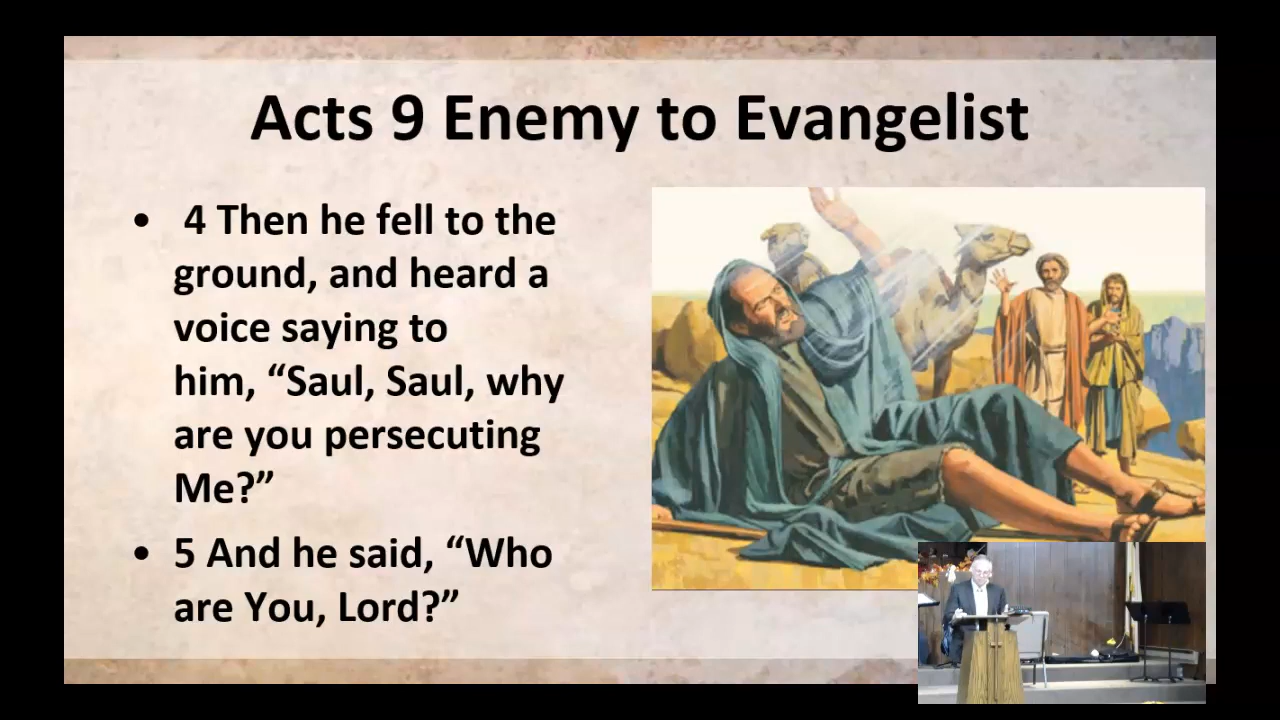 Acts 9 Enemy to Evangelist
• 4 Then he fell to the
ground, and heard a
voice saying to
him, “Saul, Saul, why
are you persecuting
Me?”
• 5 And he said, “Who
are You, Lord?”